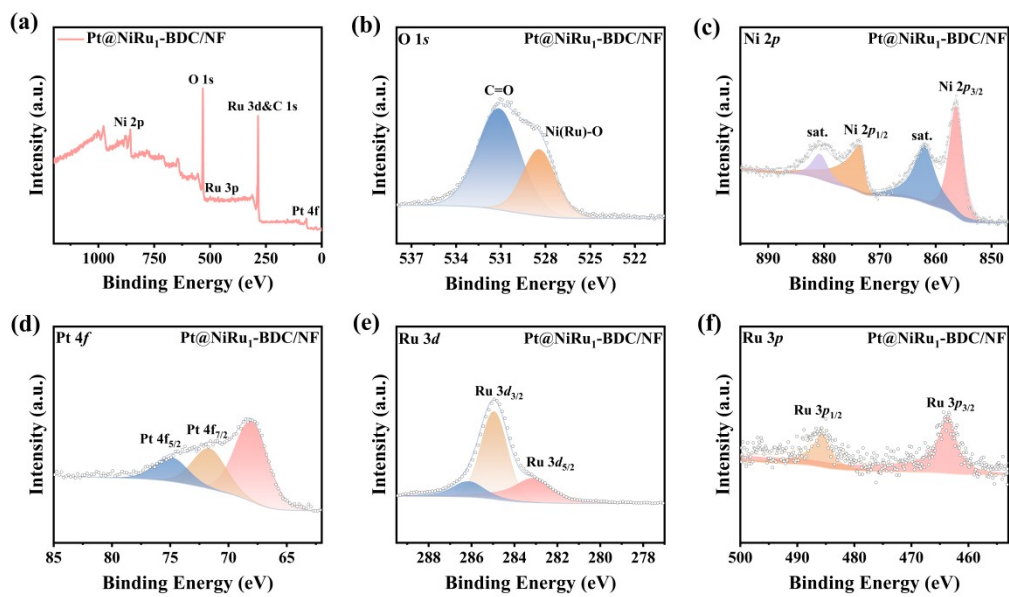 (a)
Pt@NiRu₁-BDC/NF
O 1s
Ru 3d&C 1s
Ni 2p
Ru 3p
Pt 4f
Intensity (a.u.)
1000 750 500 250 0
Binding Energy (eV)
(b)
O 1s Pt@NiRu₁-BDC/NF
C=O
Ni(Ru)-O
Intensity (a.u.)
537 534 531 528 525 522
Binding Energy (eV)
(c)
Ni 2p Pt@NiRu₁-BDC/NF
Ni 2p₃/₂
sat. Ni 2p₁/₂ sat.
Intensity (a.u.)
890 880 870 860 850
Binding Energy (eV)
(d)
Pt 4f Pt@NiRu₁-BDC/NF
Pt 4f₅/₂ Pt 4f₇/₂
Intensity (a.u.)
85 80 75 70 65
Binding Energy (eV)
(e)
Ru 3d Pt@NiRu₁-BDC/NF
Ru 3d₃/₂
Ru 3d₅/₂
Intensity (a.u.)
288 286 284 282 280 278
Binding Energy (eV)
(f)
Ru 3p Pt@NiRu₁-BDC/NF
Ru 3p₁/₂ Ru 3p₃/₂
Intensity (a.u.)
500 490 480 470 460
Binding Energy (eV)